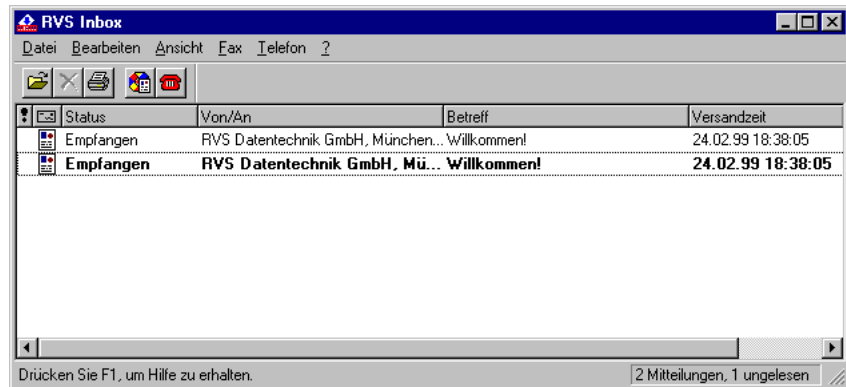 RVS Inbox
Datei Bearbeiten Ansicht Fax Telefon ?
Status Von/An Betreff Versandzeit
Empfangen RVS Datentechnik GmbH, München... Willkommen! 24.02.99 18:38:05
Empfangen RVS Datentechnik GmbH, Mü... Willkommen! 24.02.99 18:38:05
Drücken Sie F1, um Hilfe zu erhalten. 2 Mitteilungen, 1 ungelesen